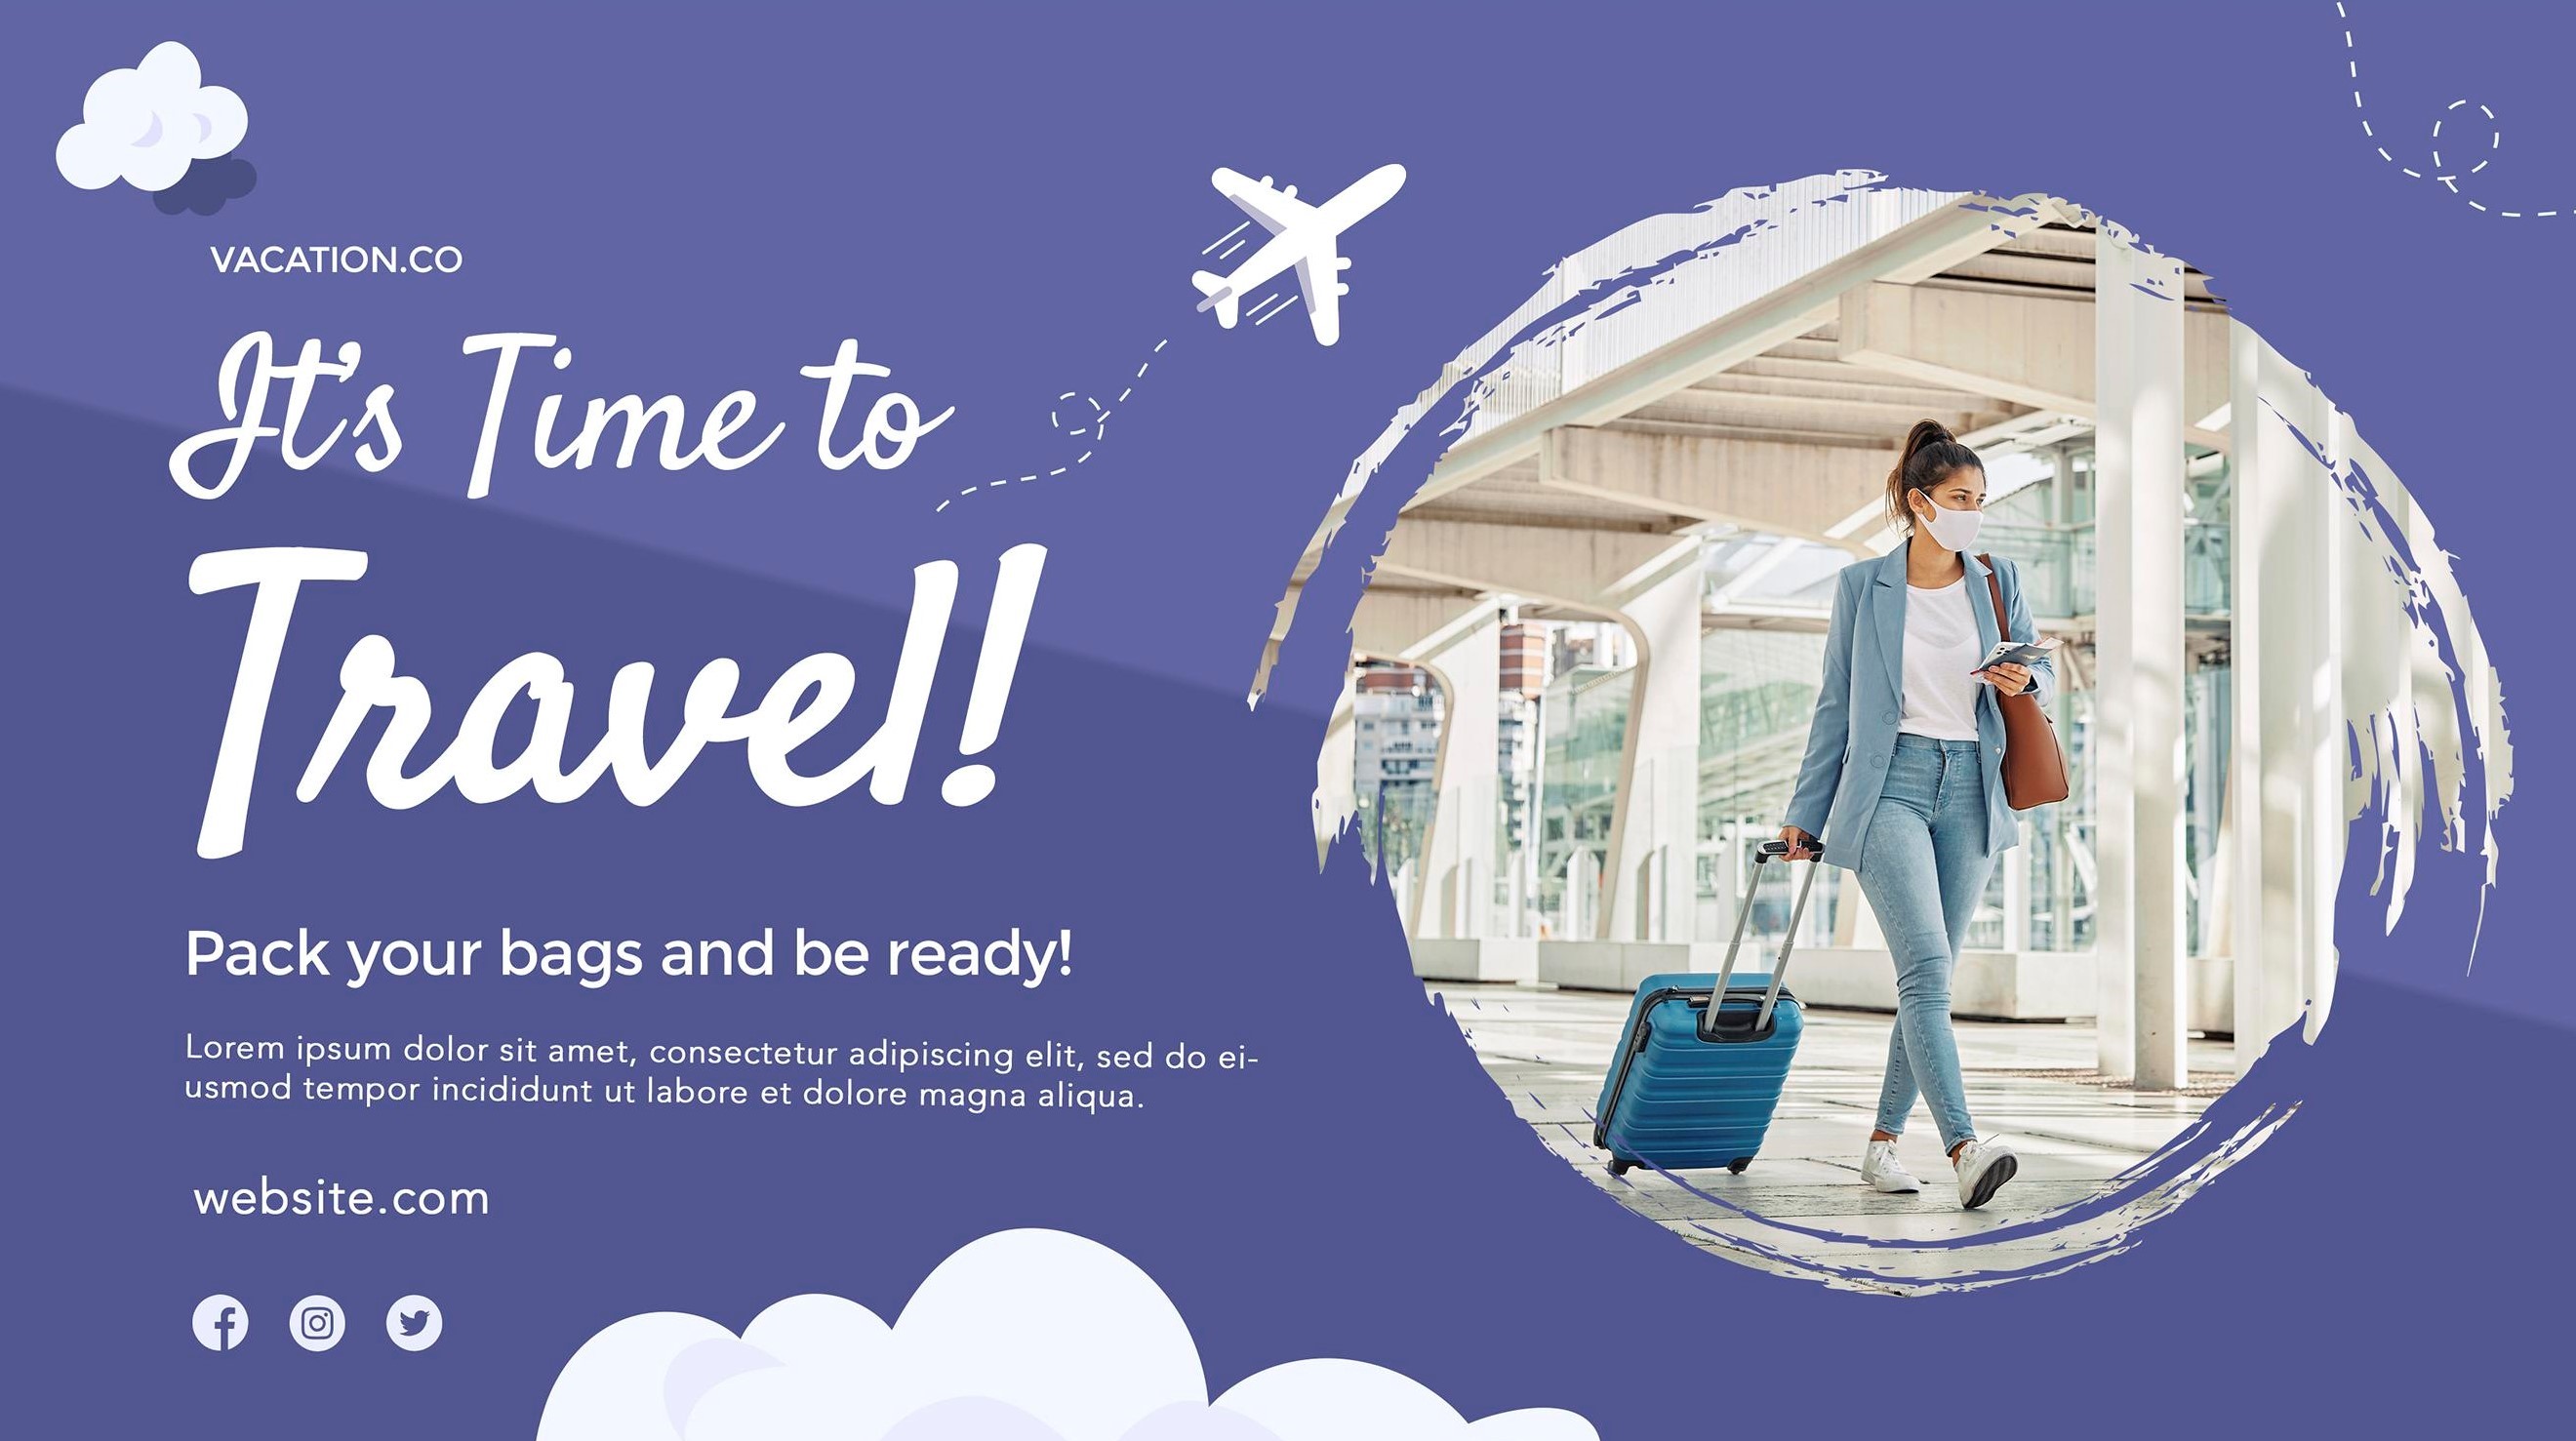 VACATION.CO
It's Time to
Travel!
Pack your bags and be ready!
Lorem ipsum dolor sit amet, consectetur adipiscing elit, sed do ei-
usmod tempor incididunt ut labore et dolore magna aliqua.
website.com